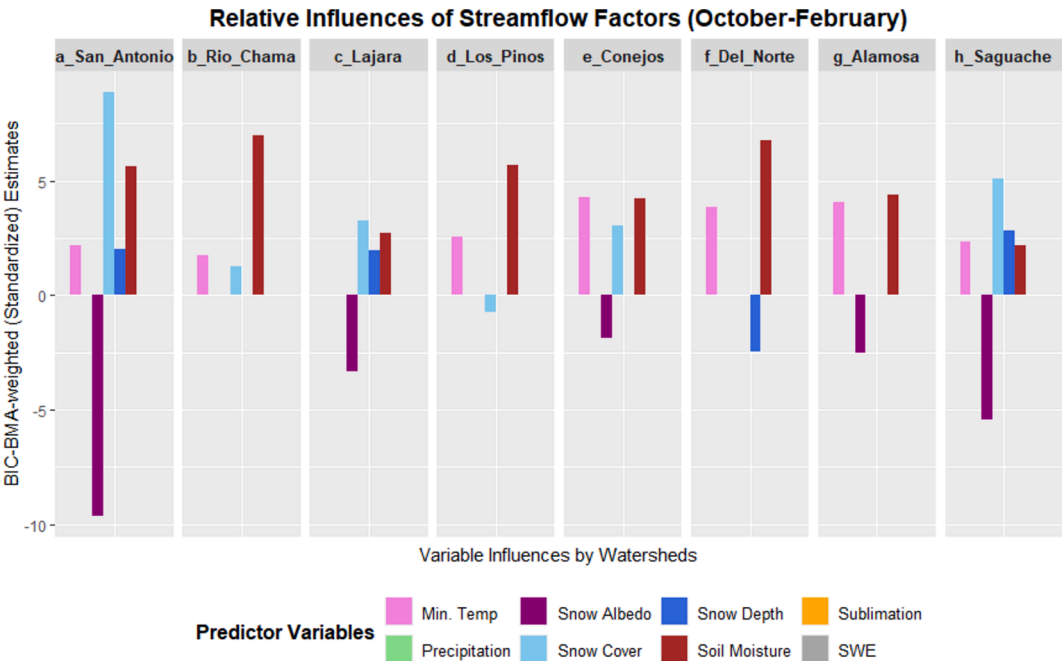 Relative Influences of Streamflow Factors (October-February)
a_San_Antonio b_Rio_Chama c_Lajara d_Los_Pinos e_Conejos f_Del_Norte g_Alamosa h_Saguache
BIC-BMA-weighted (Standardized) Estimates
5
0
-5
-10
Variable Influences by Watersheds
Predictor Variables
Min. Temp Snow Albedo Snow Depth Sublimation
Precipitation Snow Cover Soil Moisture SWE